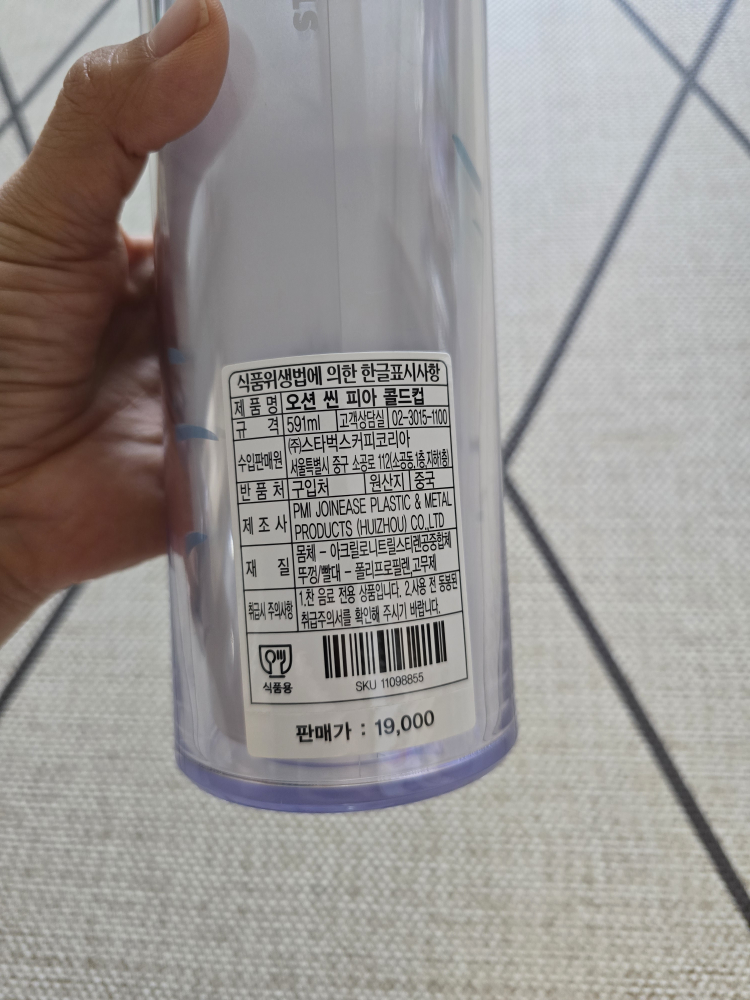 식품위생법에 의한 한글표시사항
제 품 명 오션 씬 피아 콜드컵
규 격 591ml 고객상담실 02-3015-1100
수입판매원 (주)스타벅스커피코리아
서울특별시 중구 소공로 112(소공동,1층,지하1층)
반 품 처 구입처 원산지 중국
제 조 사 PMI JOINEASE PLASTIC & METAL
PRODUCTS (HUIZHOU) CO.,LTD
재 질 몸체 - 아크릴로니트릴스티렌공중합체
뚜껑/빨대 - 폴리프로필렌,고무제
취급시 주의사항 1.찬 음료 전용 상품입니다. 2.사용 전 동봉된
취급주의서를 확인해 주시기 바랍니다.
식품용
SKU 11098855
판매가 : 19,000